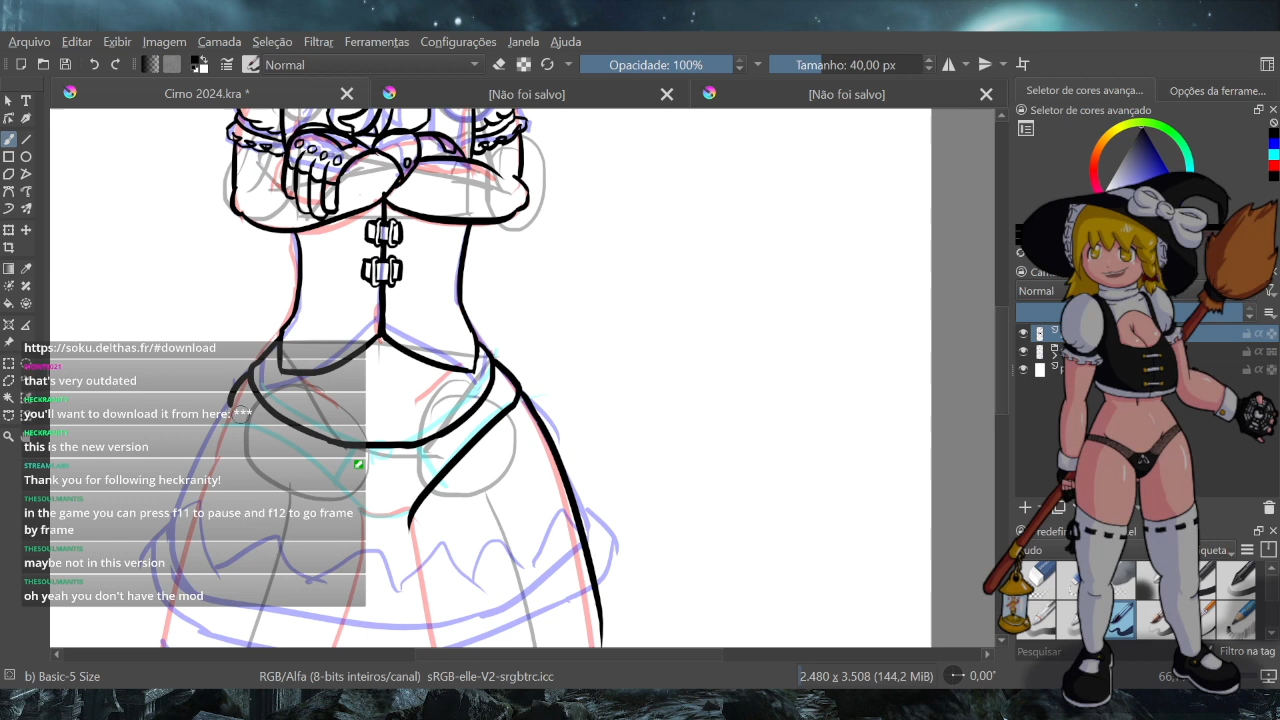 Arquivo Editar Exibir Imagem Camada Seleção Filtrar Ferramentas Configurações Janela Ajuda
Normal
Opacidade: 100%
Tamanho: 40,00 px
Cirno 2024.kra *
[Não foi salvo]
[Não foi salvo]
Seletor de cores avança...
Opções da ferrame...
Seletor de cores avançado
Normal
https://soku.delthas.fr/#download
that's very outdated
you'll want to download it from here: ***
this is the new version
Thank you for following heckranity!
THESOULMANTIS
in the game you can press f11 to pause and f12 to go frame
by frame
THESOULMANTIS
maybe not in this version
THESOULMANTIS
oh yeah you don't have the mod
Pesquisar
Filtro na tag
b) Basic-5 Size
RGB/Alfa (8-bits inteiros/canal) sRGB-elle-V2-srgbtrc.icc
2.480 x 3.508 (144,2 MiB)
0,00°